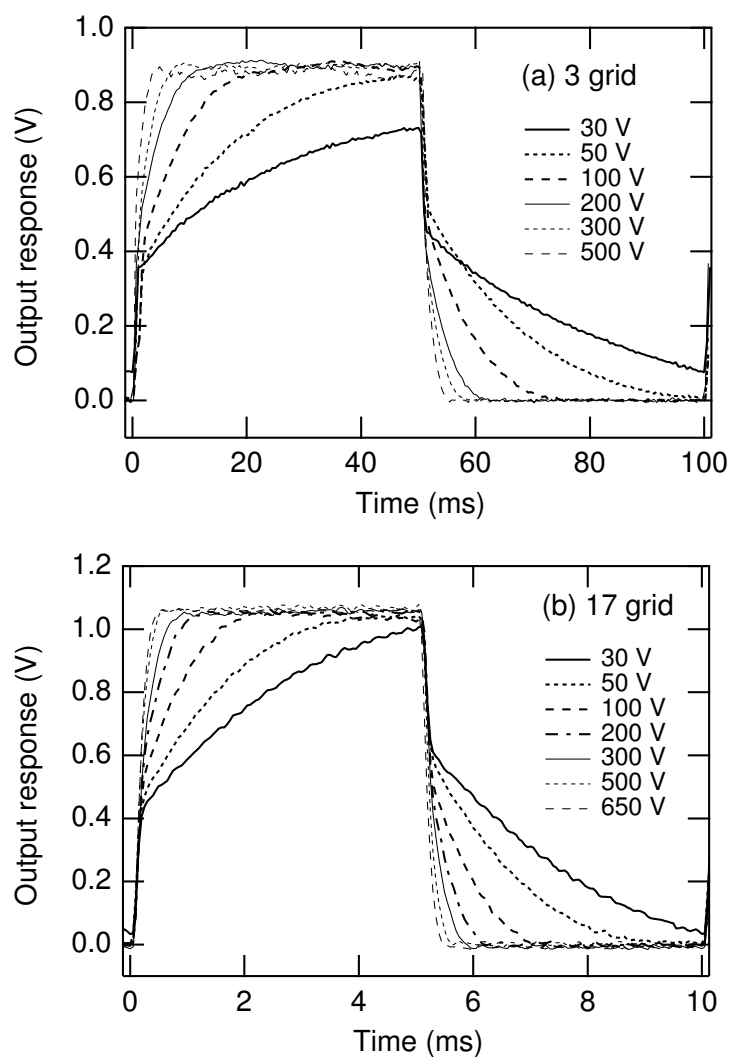 1.0
0.8
0.6
0.4
0.2
0.0
Output response (V)
(a) 3 grid
30 V
50 V
100 V
200 V
300 V
500 V
0 20 40 60 80 100
Time (ms)
1.2
1.0
0.8
0.6
0.4
0.2
0.0
Output response (V)
(b) 17 grid
30 V
50 V
100 V
200 V
300 V
500 V
650 V
0 2 4 6 8 10
Time (ms)